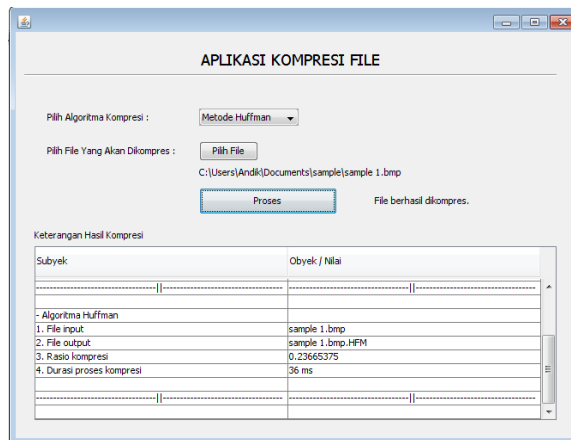 APLIKASI KOMPRESI FILE
Pilih Algoritma Kompresi : Metode Huffman
Pilih File Yang Akan Dikompres : Pilih File
C:\Users\Andik\Documents\sample\sample 1.bmp
Proses File berhasil dikompres.
Keterangan Hasil Kompresi
Subyek Obyek / Nilai
--------------------------------||-------------------------------- --------------------------------||--------------------------------
- Algoritma Huffman
1. File input sample 1.bmp
2. File output sample 1.bmp.HFM
3. Rasio kompresi 0.23665375
4. Durasi proses kompresi 36 ms
--------------------------------||-------------------------------- --------------------------------||--------------------------------